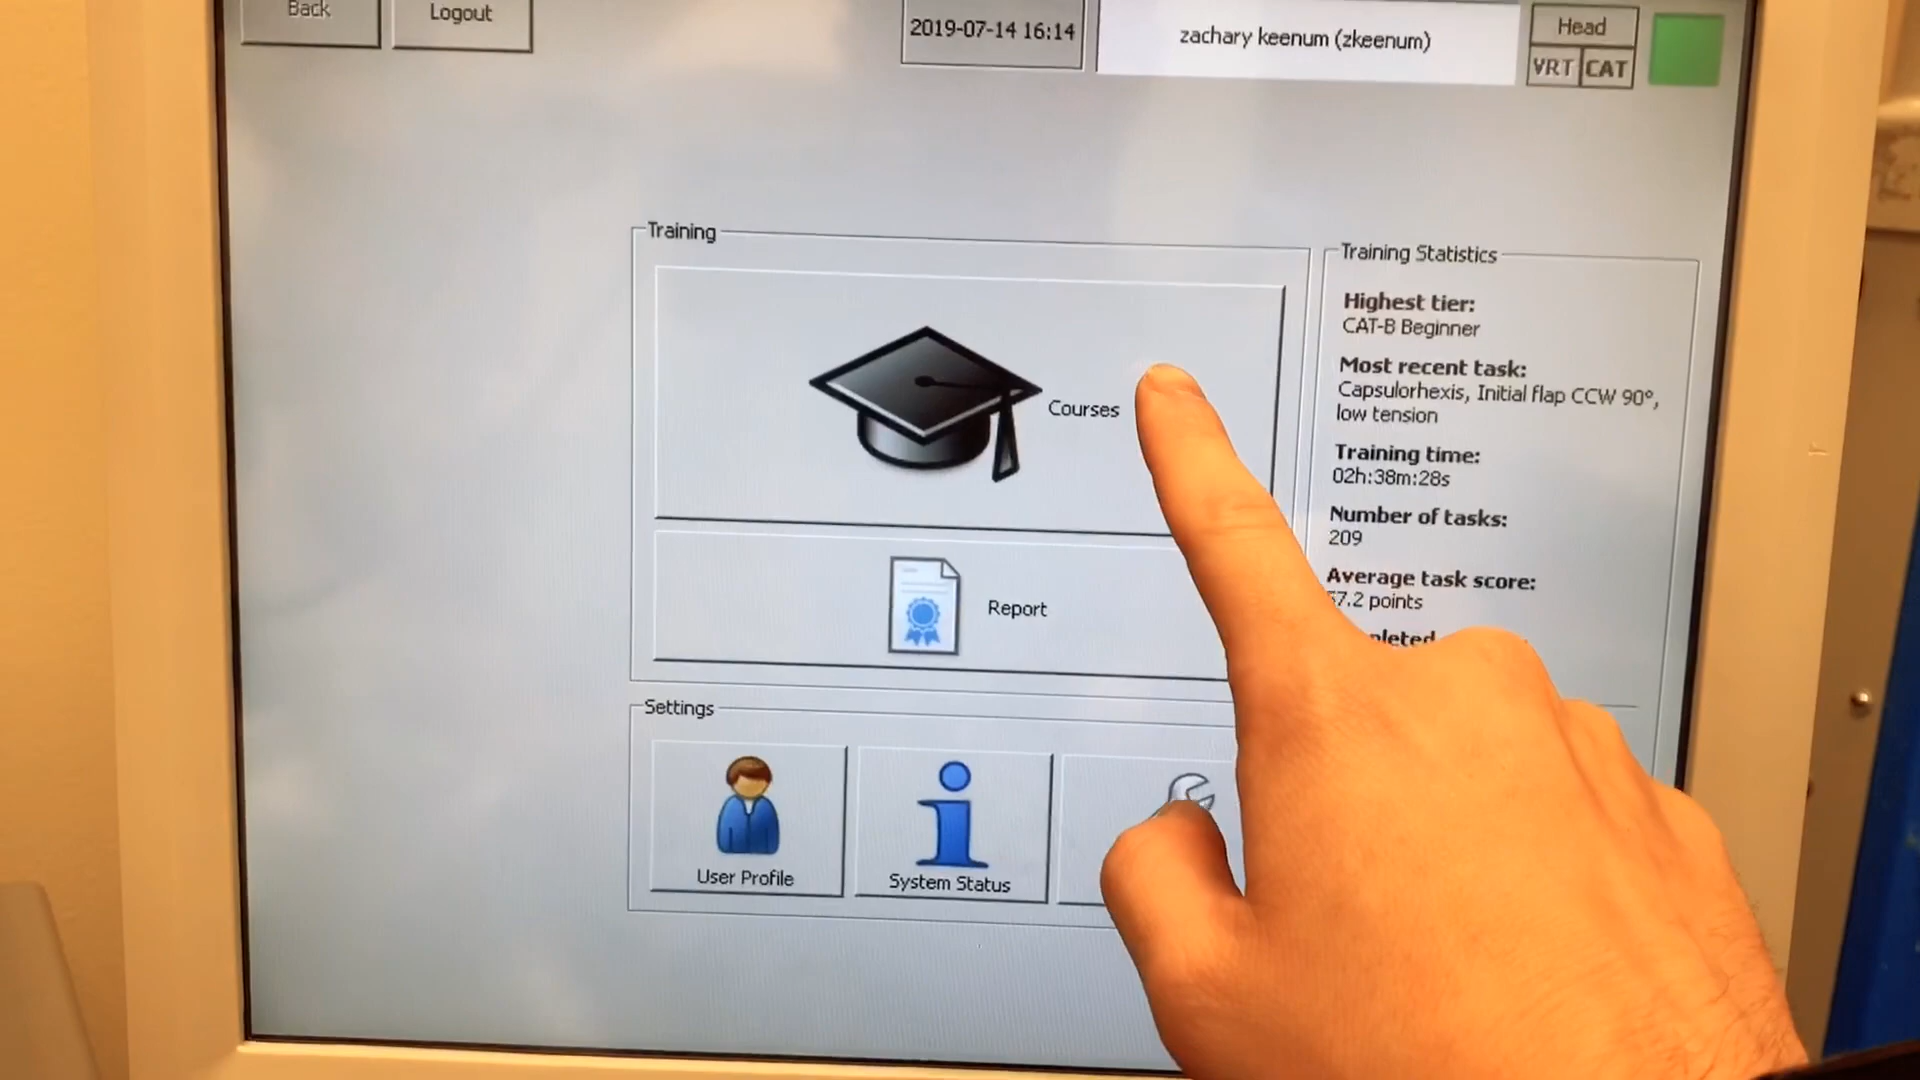 Back
Logout
2019-07-14 16:14
zachary keenum (zkeenum)
Head
VRT CAT
Training
Courses
Report
Training Statistics
Highest tier:
CAT-B Beginner
Most recent task:
Capsulorhexis, Initial flap CCW 90°,
low tension
Training time:
02h:38m:28s
Number of tasks:
209
Average task score:
points
Settings
User Profile
System Status